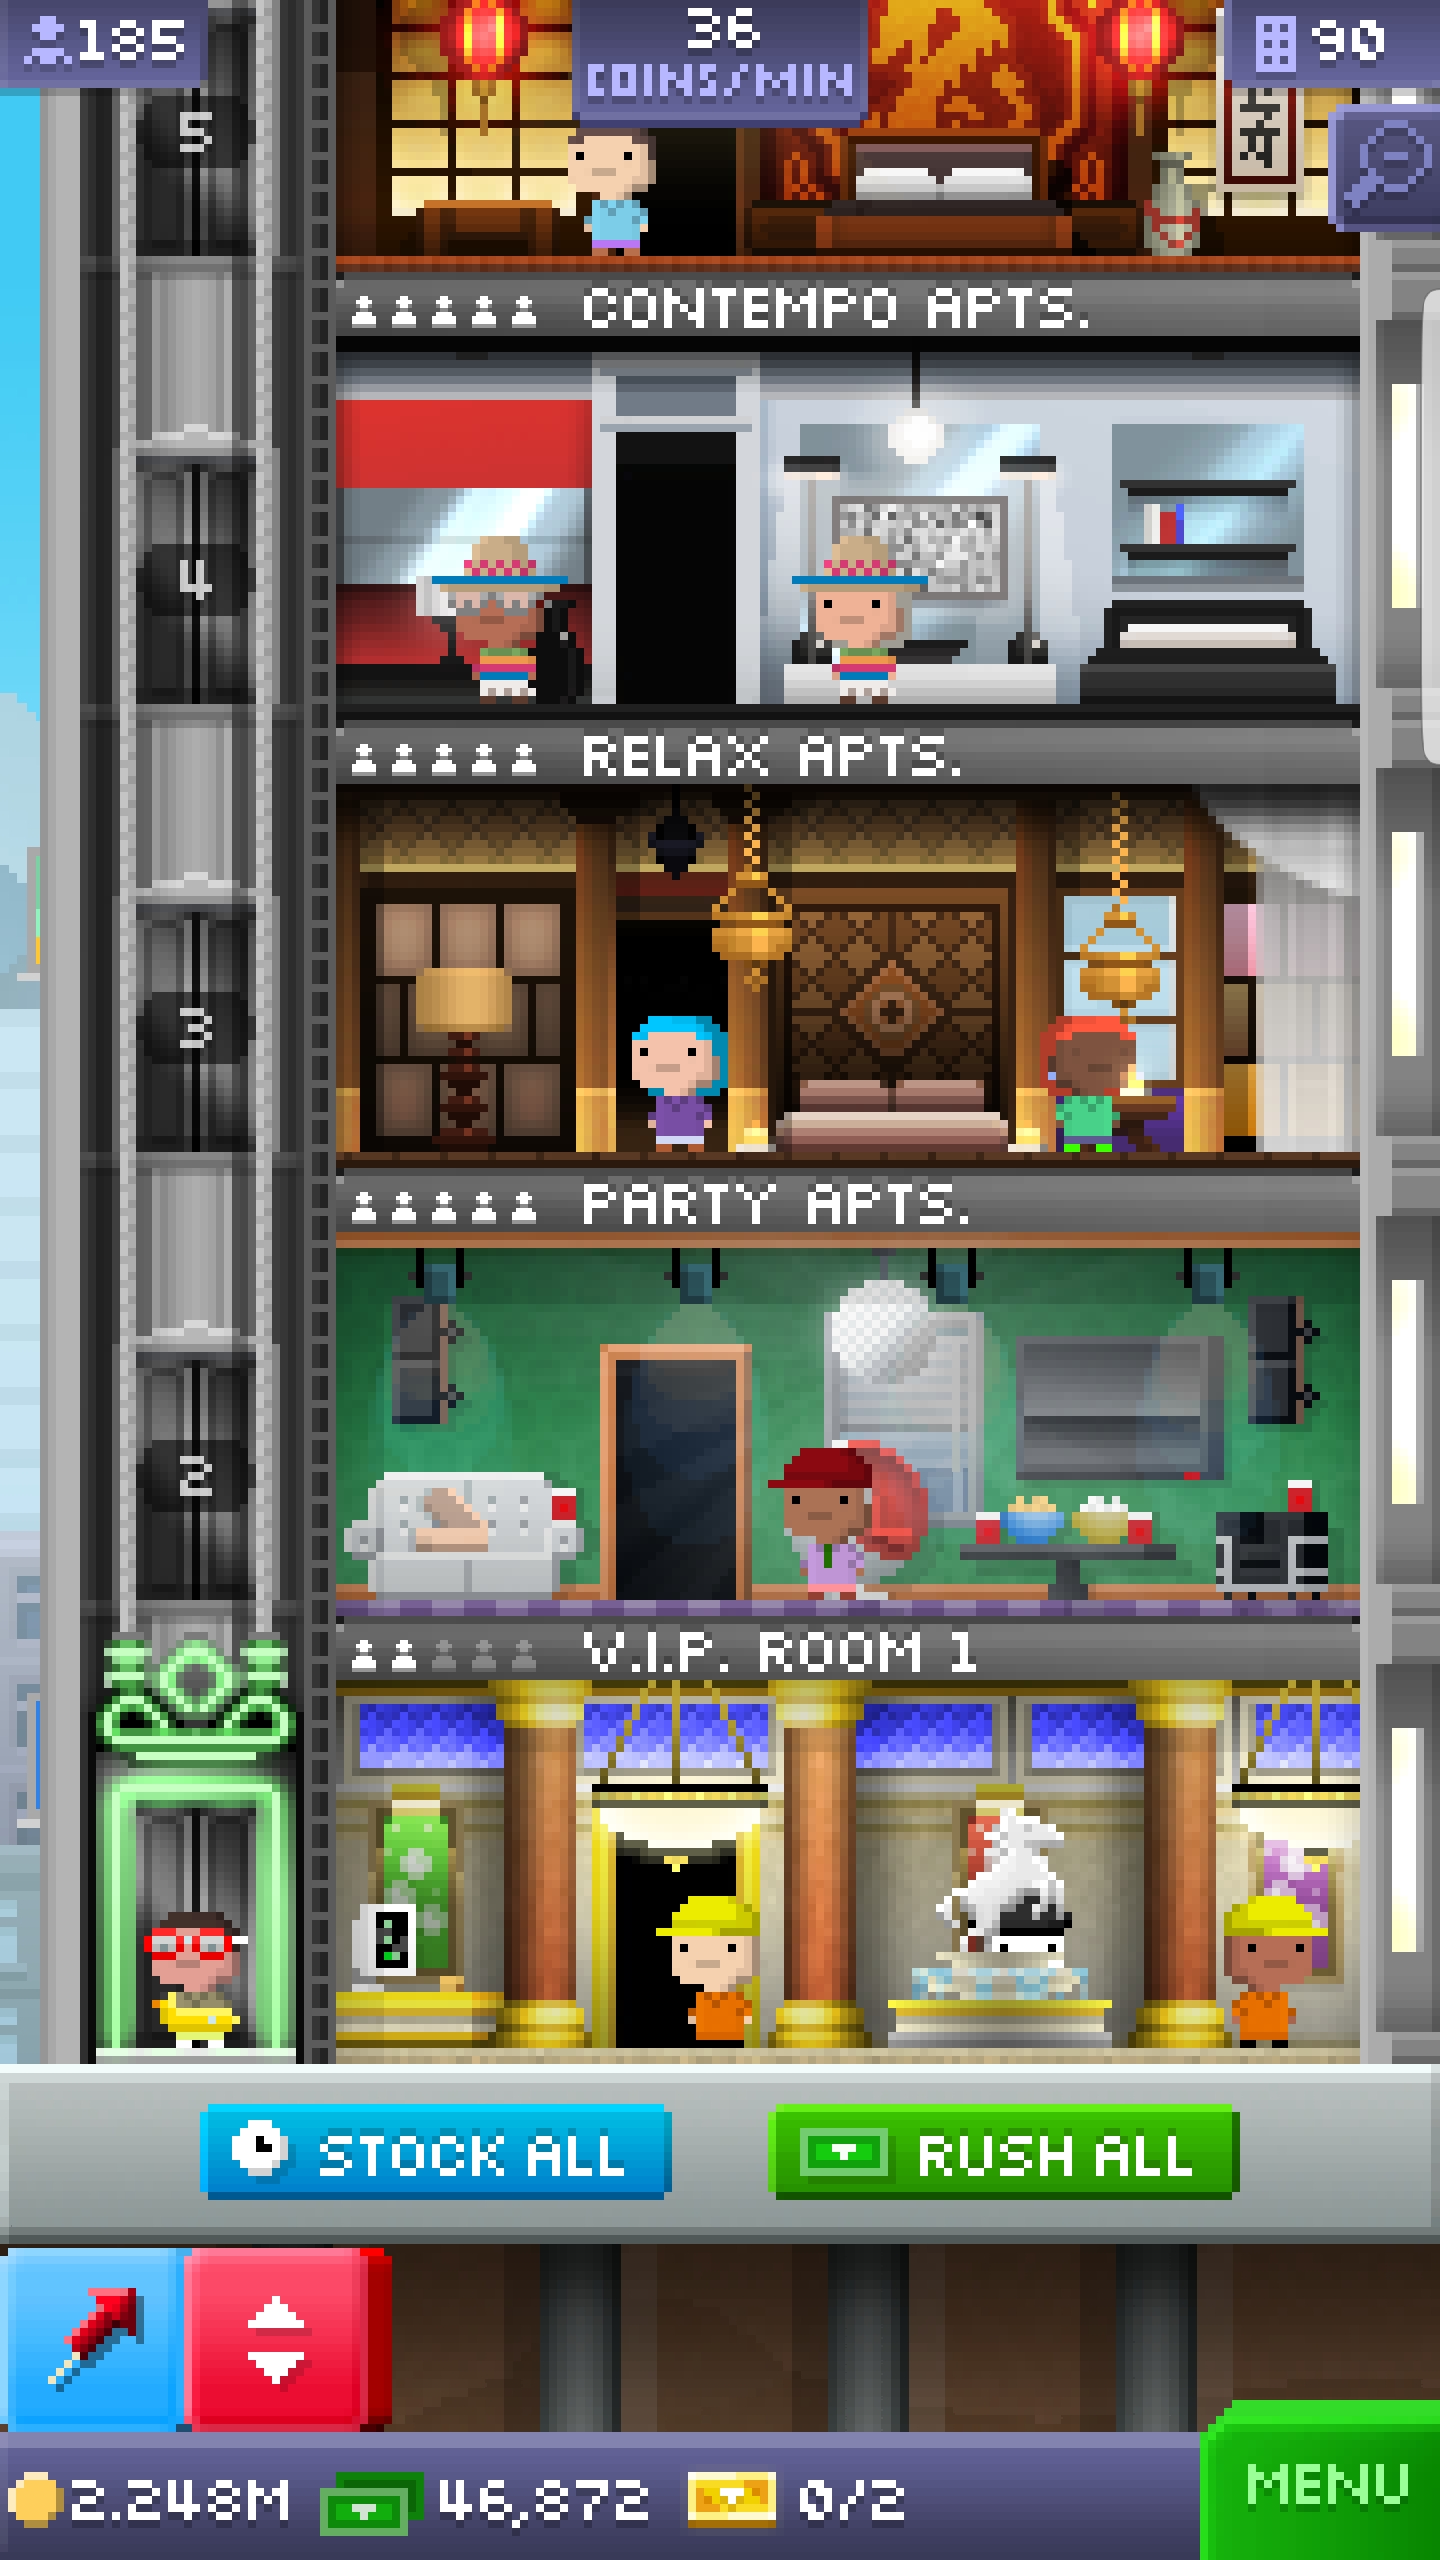 185
36
COINS/MIN
90
5
CONTEMPO APTS.
4
RELAX APTS.
3
PARTY APTS.
2
V.I.P. ROOM 1
STOCK ALL
RUSH ALL
2.248M
46,872
0/2
MENU